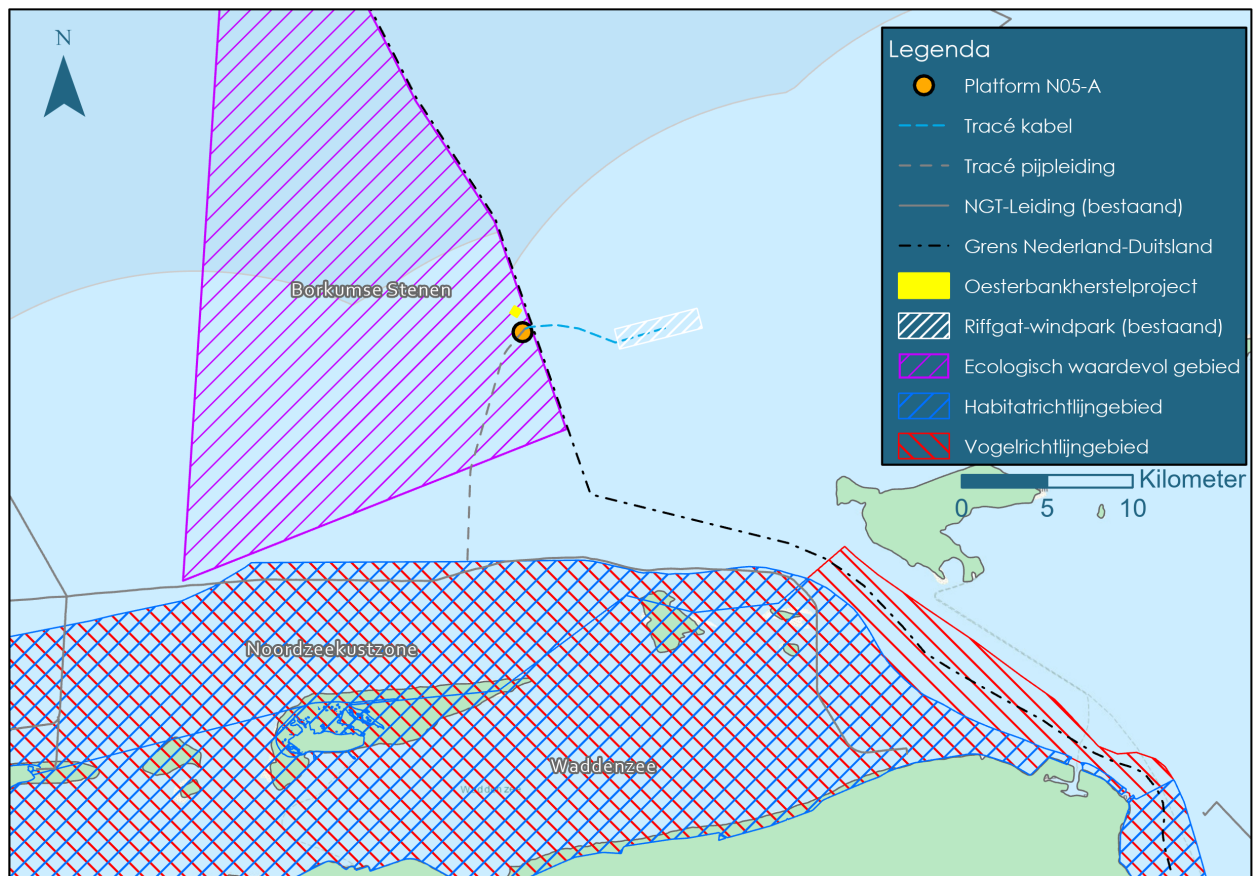 N
Legenda
Platform N05-A
Tracé kabel
Tracé pijpleiding
NGT-Leiding (bestaand)
Grens Nederland-Duitsland
Oesterbankherstelproject
Riffgat-windpark (bestaand)
Ecologisch waardevol gebied
Habitatrichtlijngebied
Vogelrichtlijngebied
Kilometer
0 5 10
Borkumse Stenen
Noordzeekustzone
Waddenzee
Waddenzee